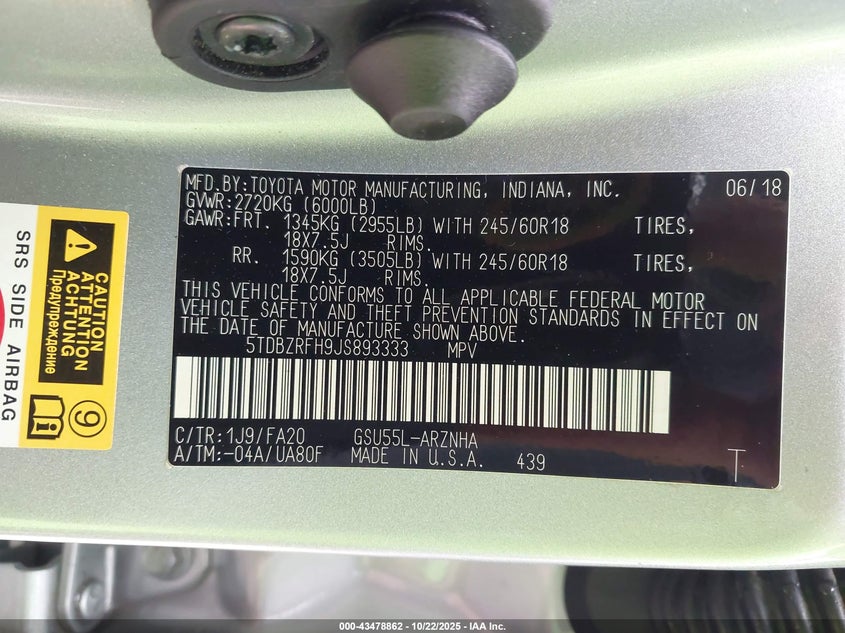 MFD.BY:TOYOTA MOTOR MANUFACTURING, INDIANA, INC. 06/18
GVWR:2720KG (6000LB)
GAWR:FRT. 1345KG (2955LB) WITH 245/60R18 TIRES,
18X7.5J RIMS.
RR. 1590KG (3505LB) WITH 245/60R18 TIRES,
18X7.5J RIMS.
THIS VEHICLE CONFORMS TO ALL APPLICABLE FEDERAL MOTOR
VEHICLE SAFETY AND THEFT PREVENTION STANDARDS IN EFFECT ON
THE DATE OF MANUFACTURE SHOWN ABOVE.
5TDBZRFH9JS893333 MPV
C/TR:1J9/FA20 GSU55L-ARZNHA
A/TM:-04A/UA80F MADE IN U.S.A. 439 T
CAUTION
ATTENTION
ACHTUNG
Предупреждение
9
SRS SIDE AIRBAG
000-43478862 - 10/22/2025 - IAA Inc.